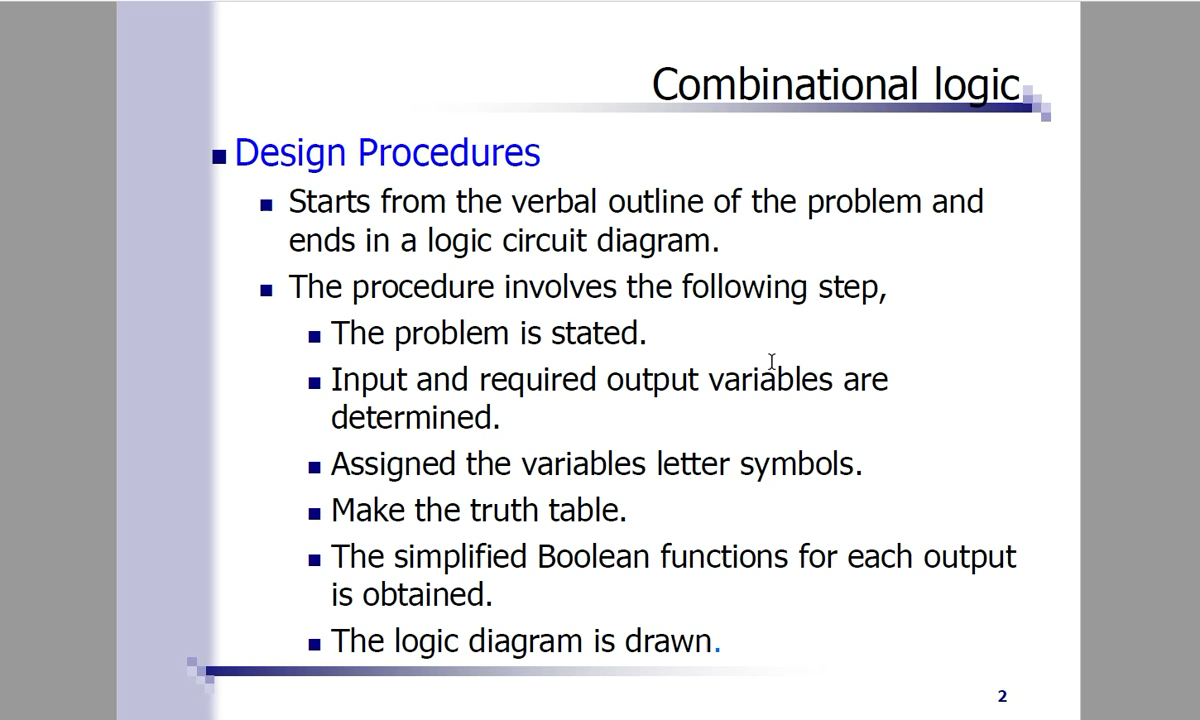 Combinational logic
Design Procedures
Starts from the verbal outline of the problem and
ends in a logic circuit diagram.
The procedure involves the following step,
The problem is stated.
Input and required output variables are
determined.
Assigned the variables letter symbols.
Make the truth table.
The simplified Boolean functions for each output
is obtained.
The logic diagram is drawn.
2